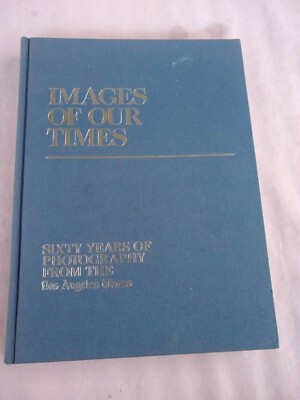 IMAGES
OF OUR
TIMES
SIXTY YEARS OF
PHOTOGRAPHY
FROM THE
Los Angeles Times